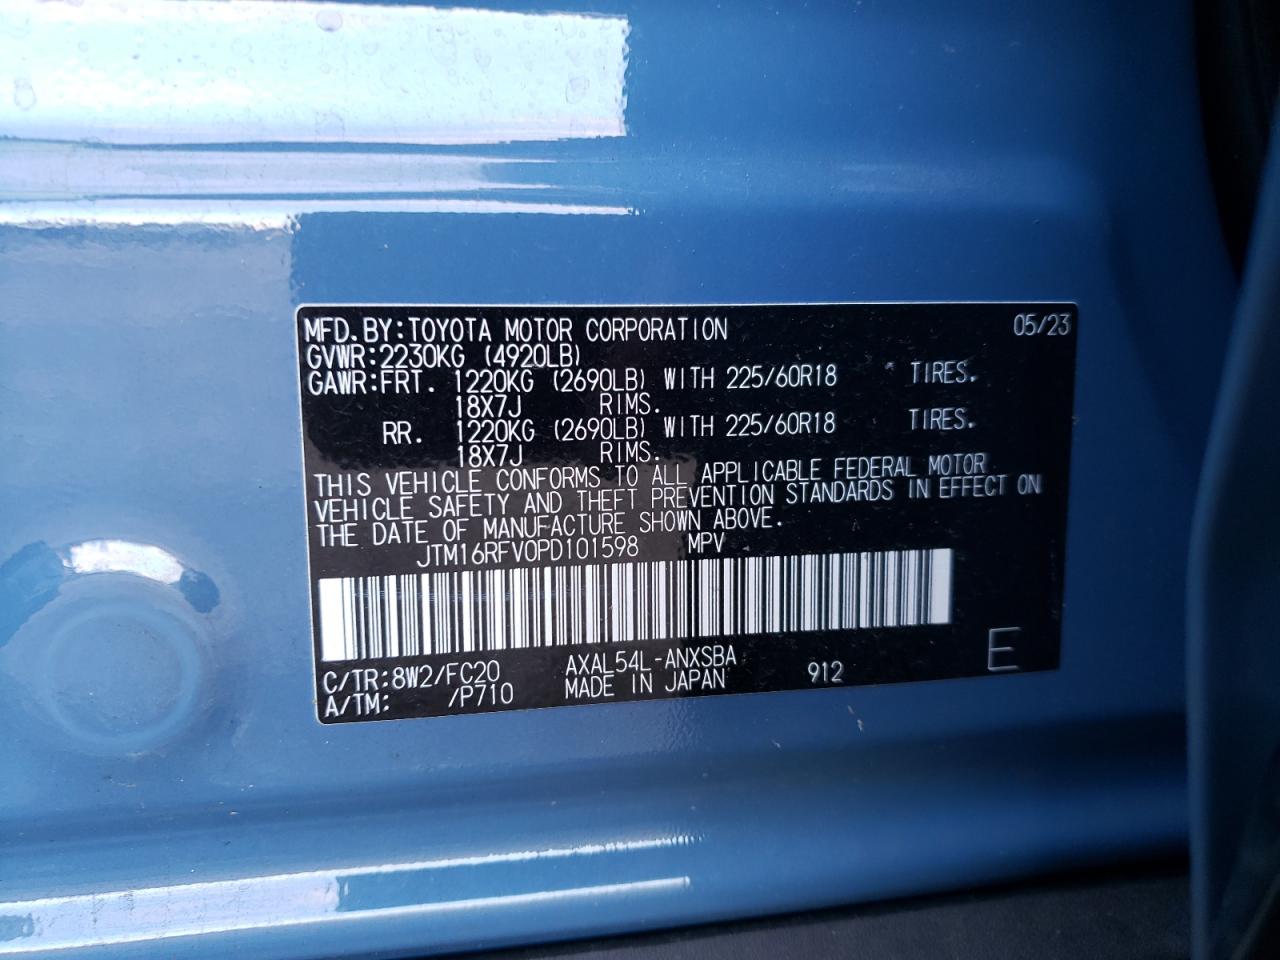 MFD.BY:TOYOTA MOTOR CORPORATION 05/23
GVWR:2230KG (4920LB)
GAWR:FRT. 1220KG (2690LB) WITH 225/60R18 TIRES.
18X7J RIMS.
RR. 1220KG (2690LB) WITH 225/60R18 TIRES.
18X7J RIMS.
THIS VEHICLE CONFORMS TO ALL APPLICABLE FEDERAL MOTOR
VEHICLE SAFETY AND THEFT PREVENTION STANDARDS IN EFFECT ON
THE DATE OF MANUFACTURE SHOWN ABOVE.
JTM16RFV0PD101598 MPV
C/TR:8W2/FC20 AXAL54L-ANXSBA 912 E
A/TM: /P710 MADE IN JAPAN